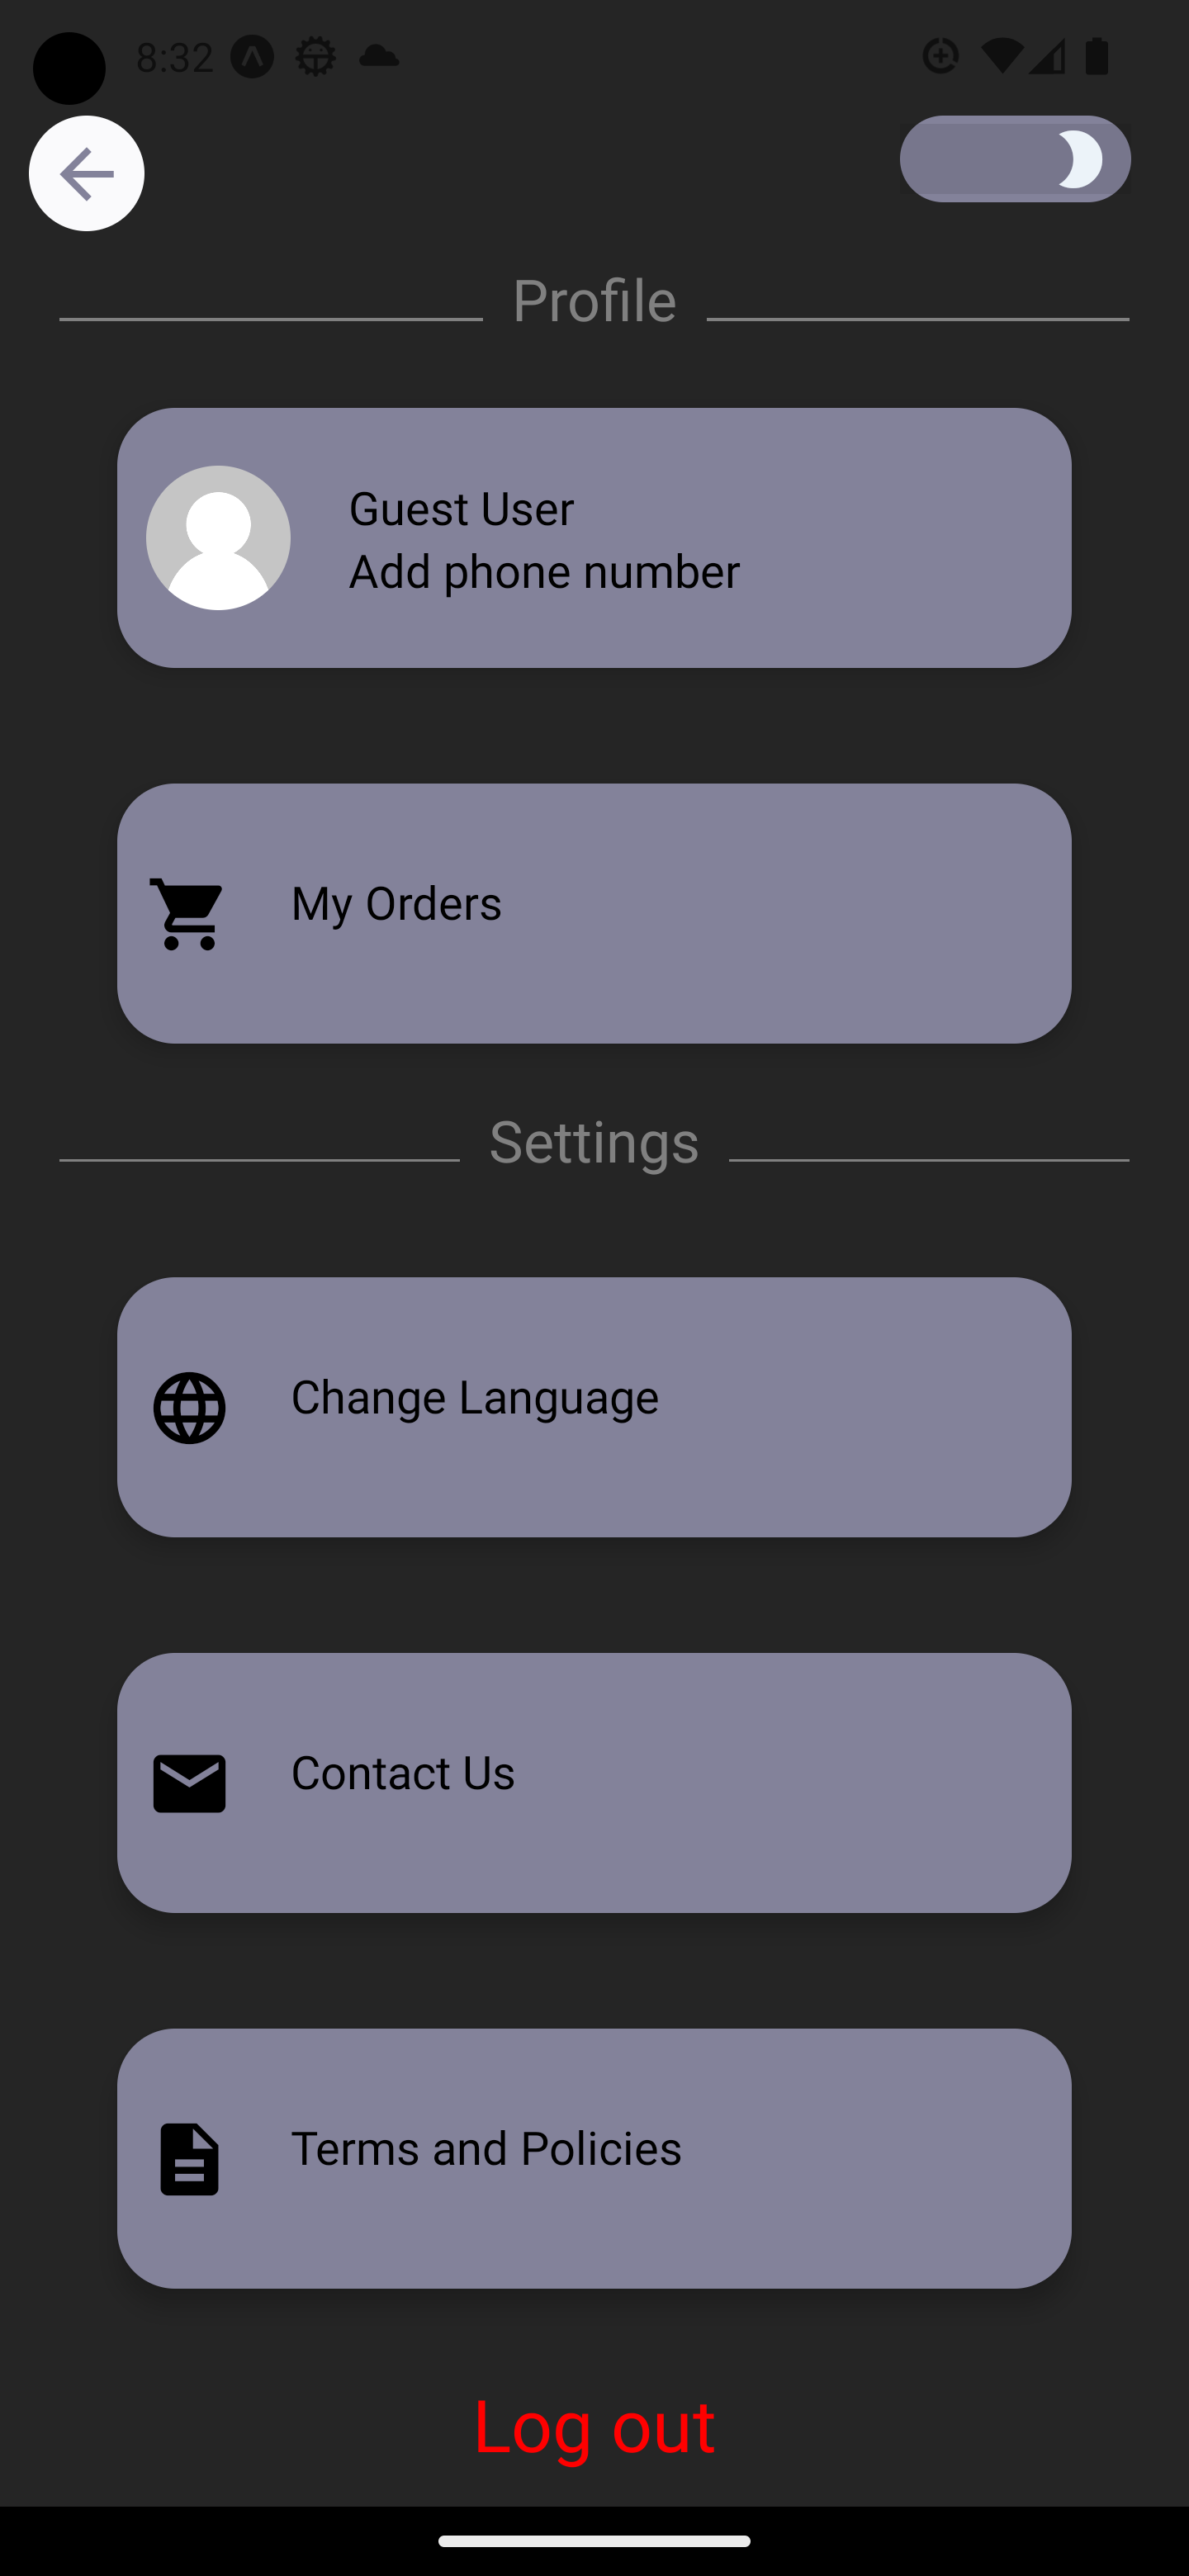 8:32
Profile
Guest User
Add phone number
My Orders
Settings
Change Language
Contact Us
Terms and Policies
Log out